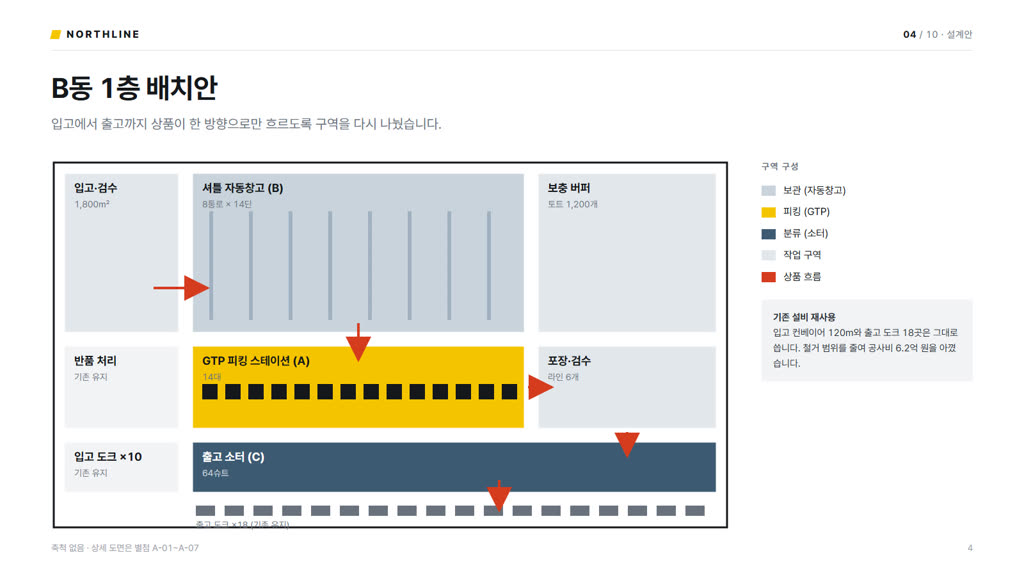 NORTHLINE
04 / 10 · 설계안
B동 1층 배치안
입고에서 출고까지 상품이 한 방향으로만 흐르도록 구역을 다시 나눴습니다.
입고·검수
1,800m²
셔틀 자동창고 (B)
8통로 × 14단
보충 버퍼
토트 1,200개
반품 처리
기존 유지
GTP 피킹 스테이션 (A)
14대
포장·검수
라인 6개
입고 도크 ×10
기존 유지
출고 소터 (C)
64슈트
출고 도크 ×18 (기존 유지)
구역 구성
보관 (자동창고)
피킹 (GTP)
분류 (소터)
작업 구역
상품 흐름
기존 설비 재사용
입고 컨베이어 120m와 출고 도크 18곳은 그대로
씁니다. 철거 범위를 줄여 공사비 6.2억 원을 아꼈
습니다.
축척 없음 · 상세 도면은 별첨 A-01~A-07
4